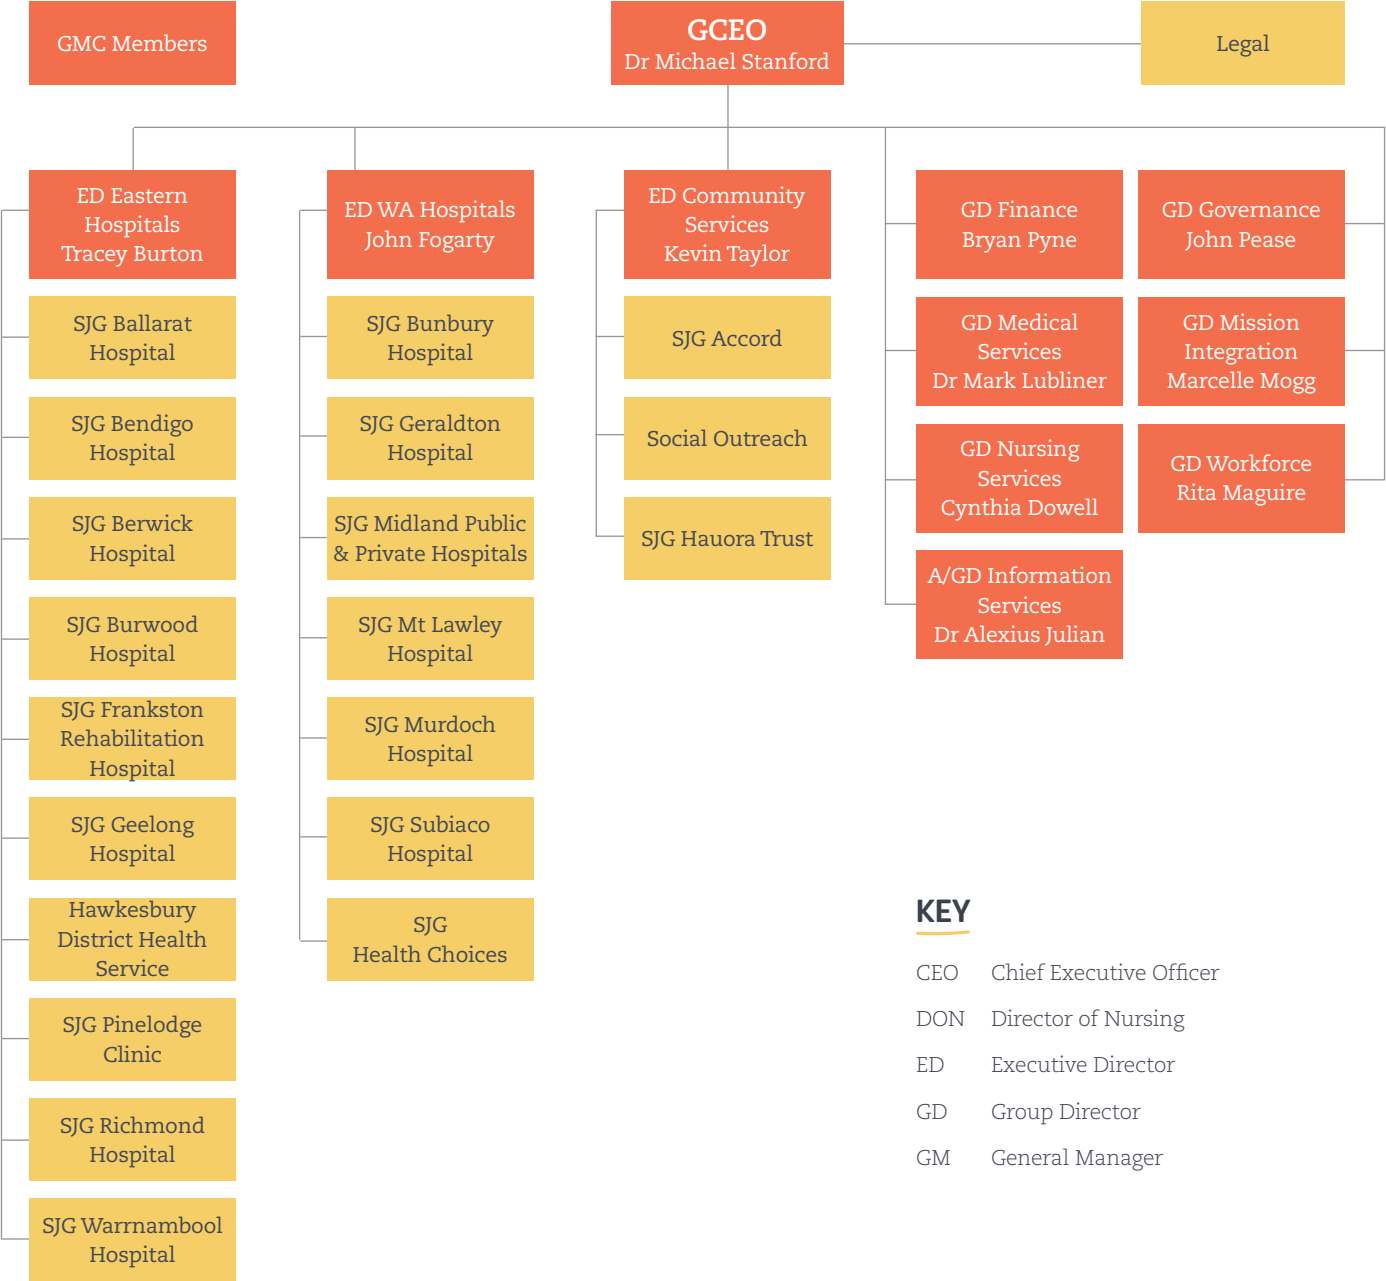 GMC Members
GCEO
Dr Michael Stanford
Legal
ED Eastern
Hospitals
Tracey Burton
SJG Ballarat
Hospital
SJG Bendigo
Hospital
SJG Berwick
Hospital
SJG Burwood
Hospital
SJG Frankston
Rehabilitation
Hospital
SJG Geelong
Hospital
Hawkesbury
District Health
Service
SJG Pinelodge
Clinic
SJG Richmond
Hospital
SJG Warrnambool
Hospital
ED WA Hospitals
John Fogarty
SJG Bunbury
Hospital
SJG Geraldton
Hospital
SJG Midland Public
& Private Hospitals
SJG Mt Lawley
Hospital
SJG Murdoch
Hospital
SJG Subiaco
Hospital
SJG
Health Choices
ED Community
Services
Kevin Taylor
SJG Accord
Social Outreach
SJG Hauora Trust
GD Finance
Bryan Pyne
GD Medical
Services
Dr Mark Lubliner
GD Nursing
Services
Cynthia Dowell
A/GD Information
Services
Dr Alexius Julian
GD Governance
John Pease
GD Mission
Integration
Marcelle Mogg
GD Workforce
Rita Maguire
KEY
CEO Chief Executive Officer
DON Director of Nursing
ED Executive Director
GD Group Director
GM General Manager